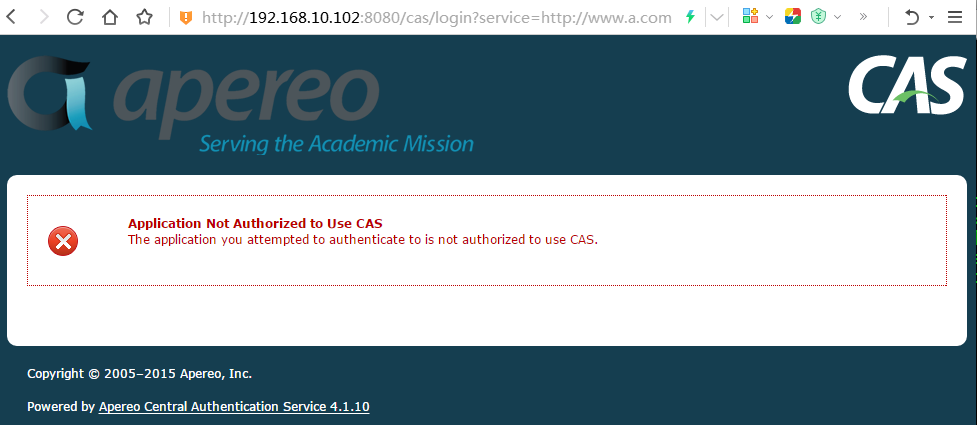 http://192.168.10.102:8080/cas/login?service=http://www.a.com
apereo
Serving the Academic Mission
CAS
Application Not Authorized to Use CAS
The application you attempted to authenticate to is not authorized to use CAS.
Copyright © 2005–2015 Apereo, Inc.
Powered by Apereo Central Authentication Service 4.1.10